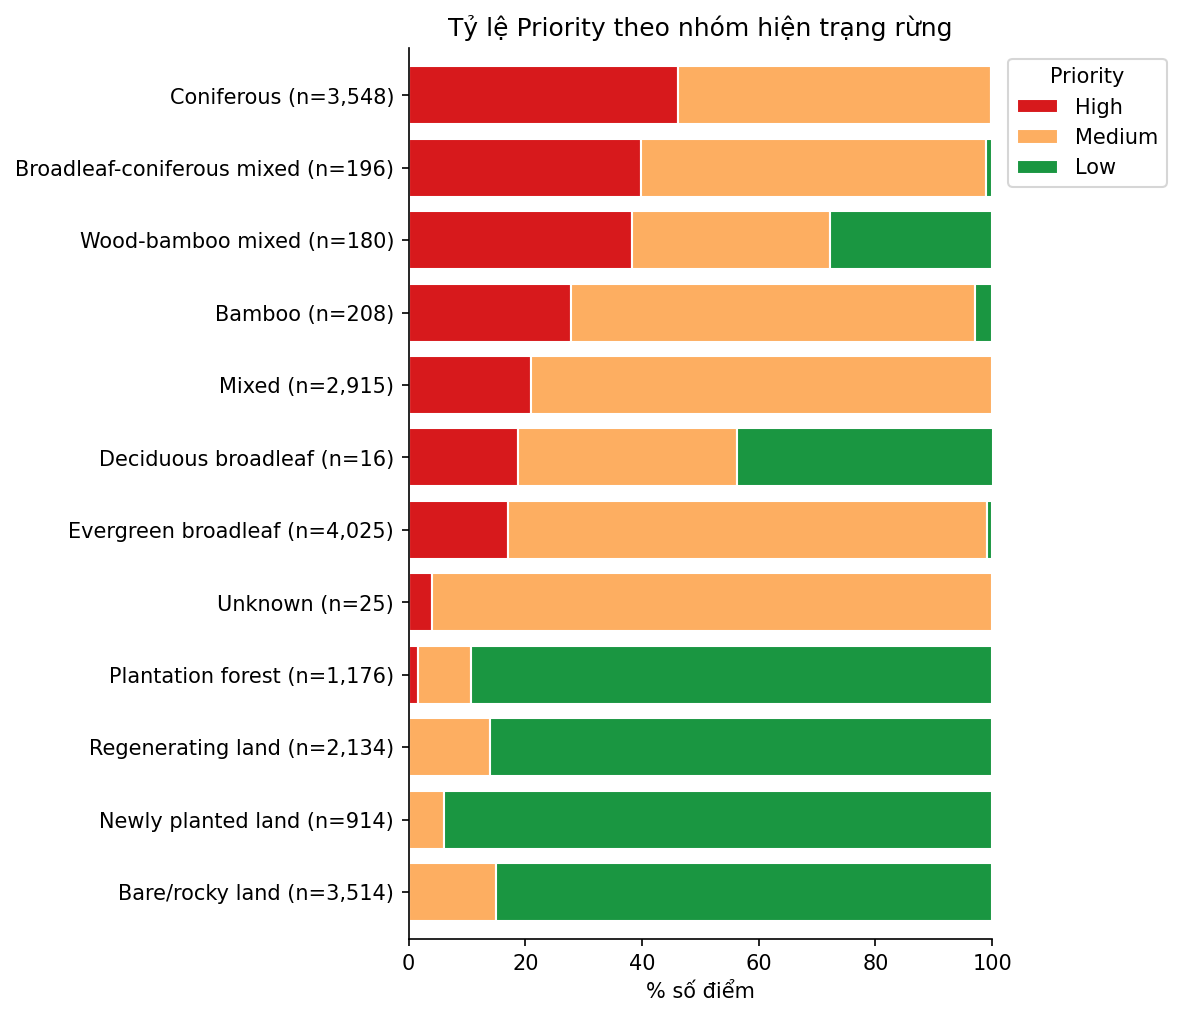 Tỷ lệ Priority theo nhóm hiện trạng rừng
Priority
High
Medium
Low
Coniferous (n=3,548)
Broadleaf-coniferous mixed (n=196)
Wood-bamboo mixed (n=180)
Bamboo (n=208)
Mixed (n=2,915)
Deciduous broadleaf (n=16)
Evergreen broadleaf (n=4,025)
Unknown (n=25)
Plantation forest (n=1,176)
Regenerating land (n=2,134)
Newly planted land (n=914)
Bare/rocky land (n=3,514)
0 20 40 60 80 100
% số điểm